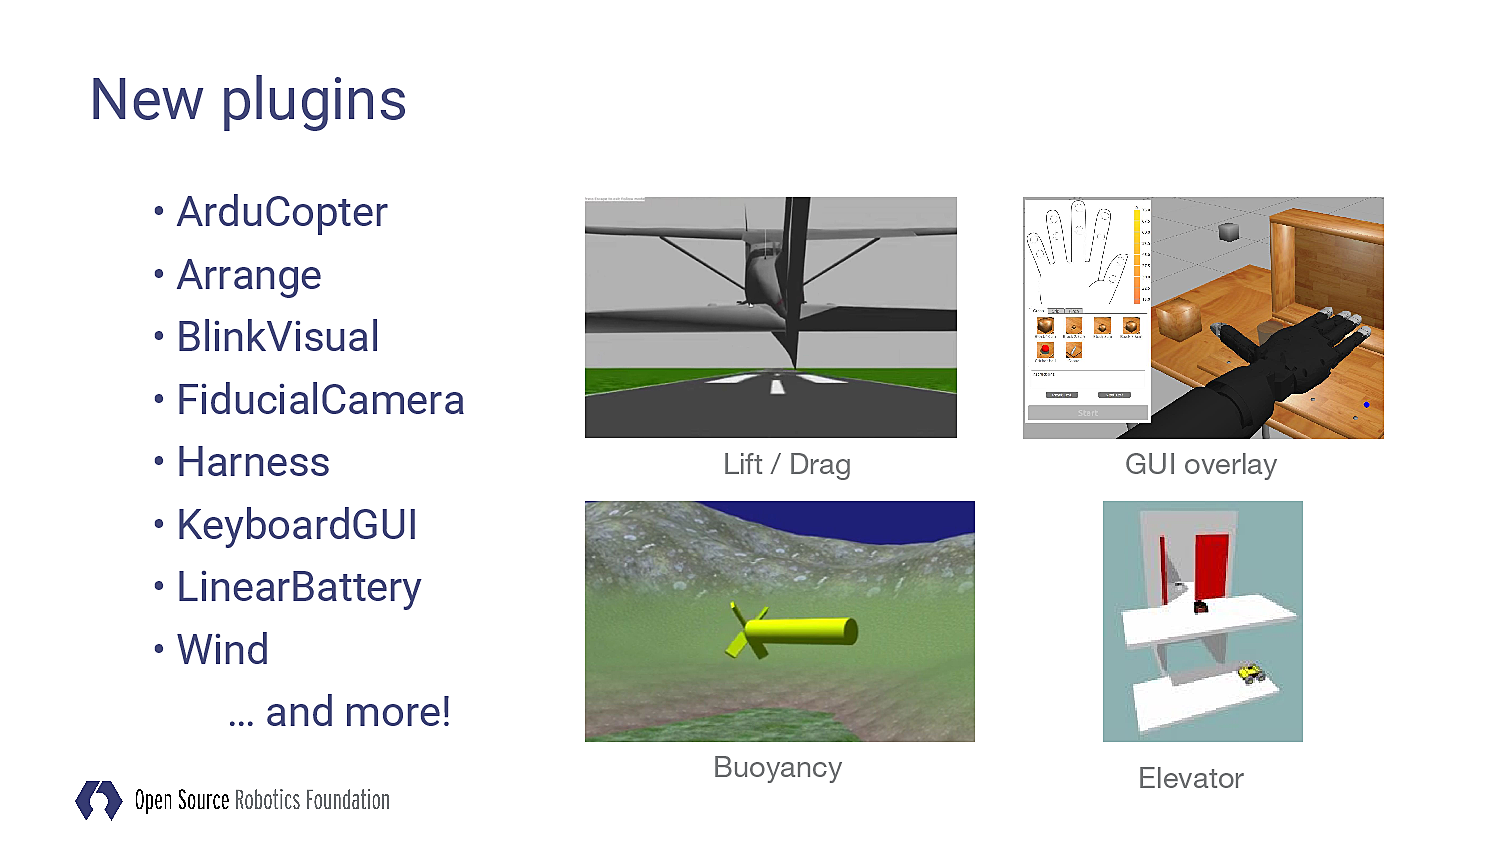 New plugins
• ArduCopter
• Arrange
• BlinkVisual
• FiducialCamera
• Harness
• KeyboardGUI
• LinearBattery
• Wind
... and more!
Lift / Drag
Start
GUI overlay
Buoyancy
Elevator
Open Source Robotics Foundation